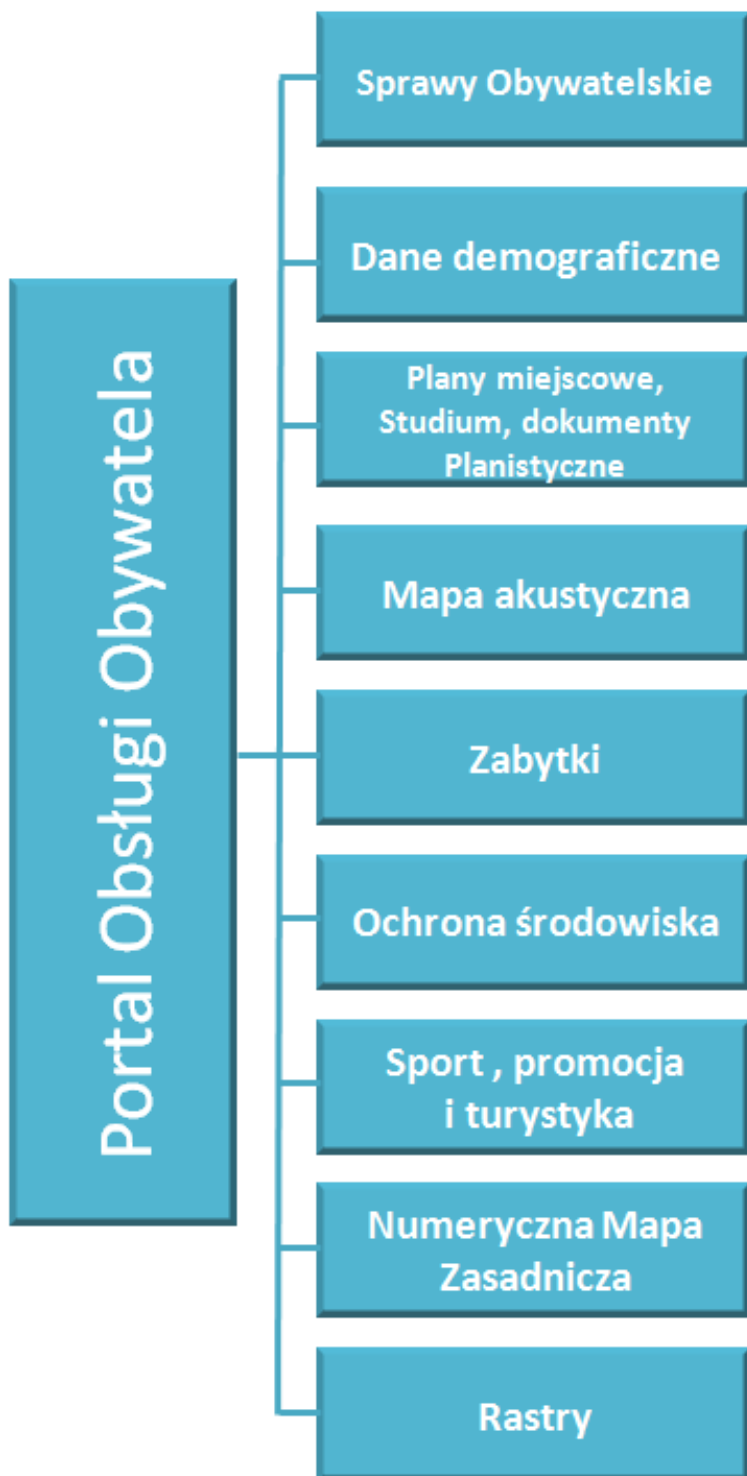 Portal Obsługi Obywatela
Sprawy Obywatelskie
Dane demograficzne
Plany miejscowe,
Studium, dokumenty
Planistyczne
Mapa akustyczna
Zabytki
Ochrona środowiska
Sport , promocja
i turystyka
Numeryczna Mapa
Zasadnicza
Rastry